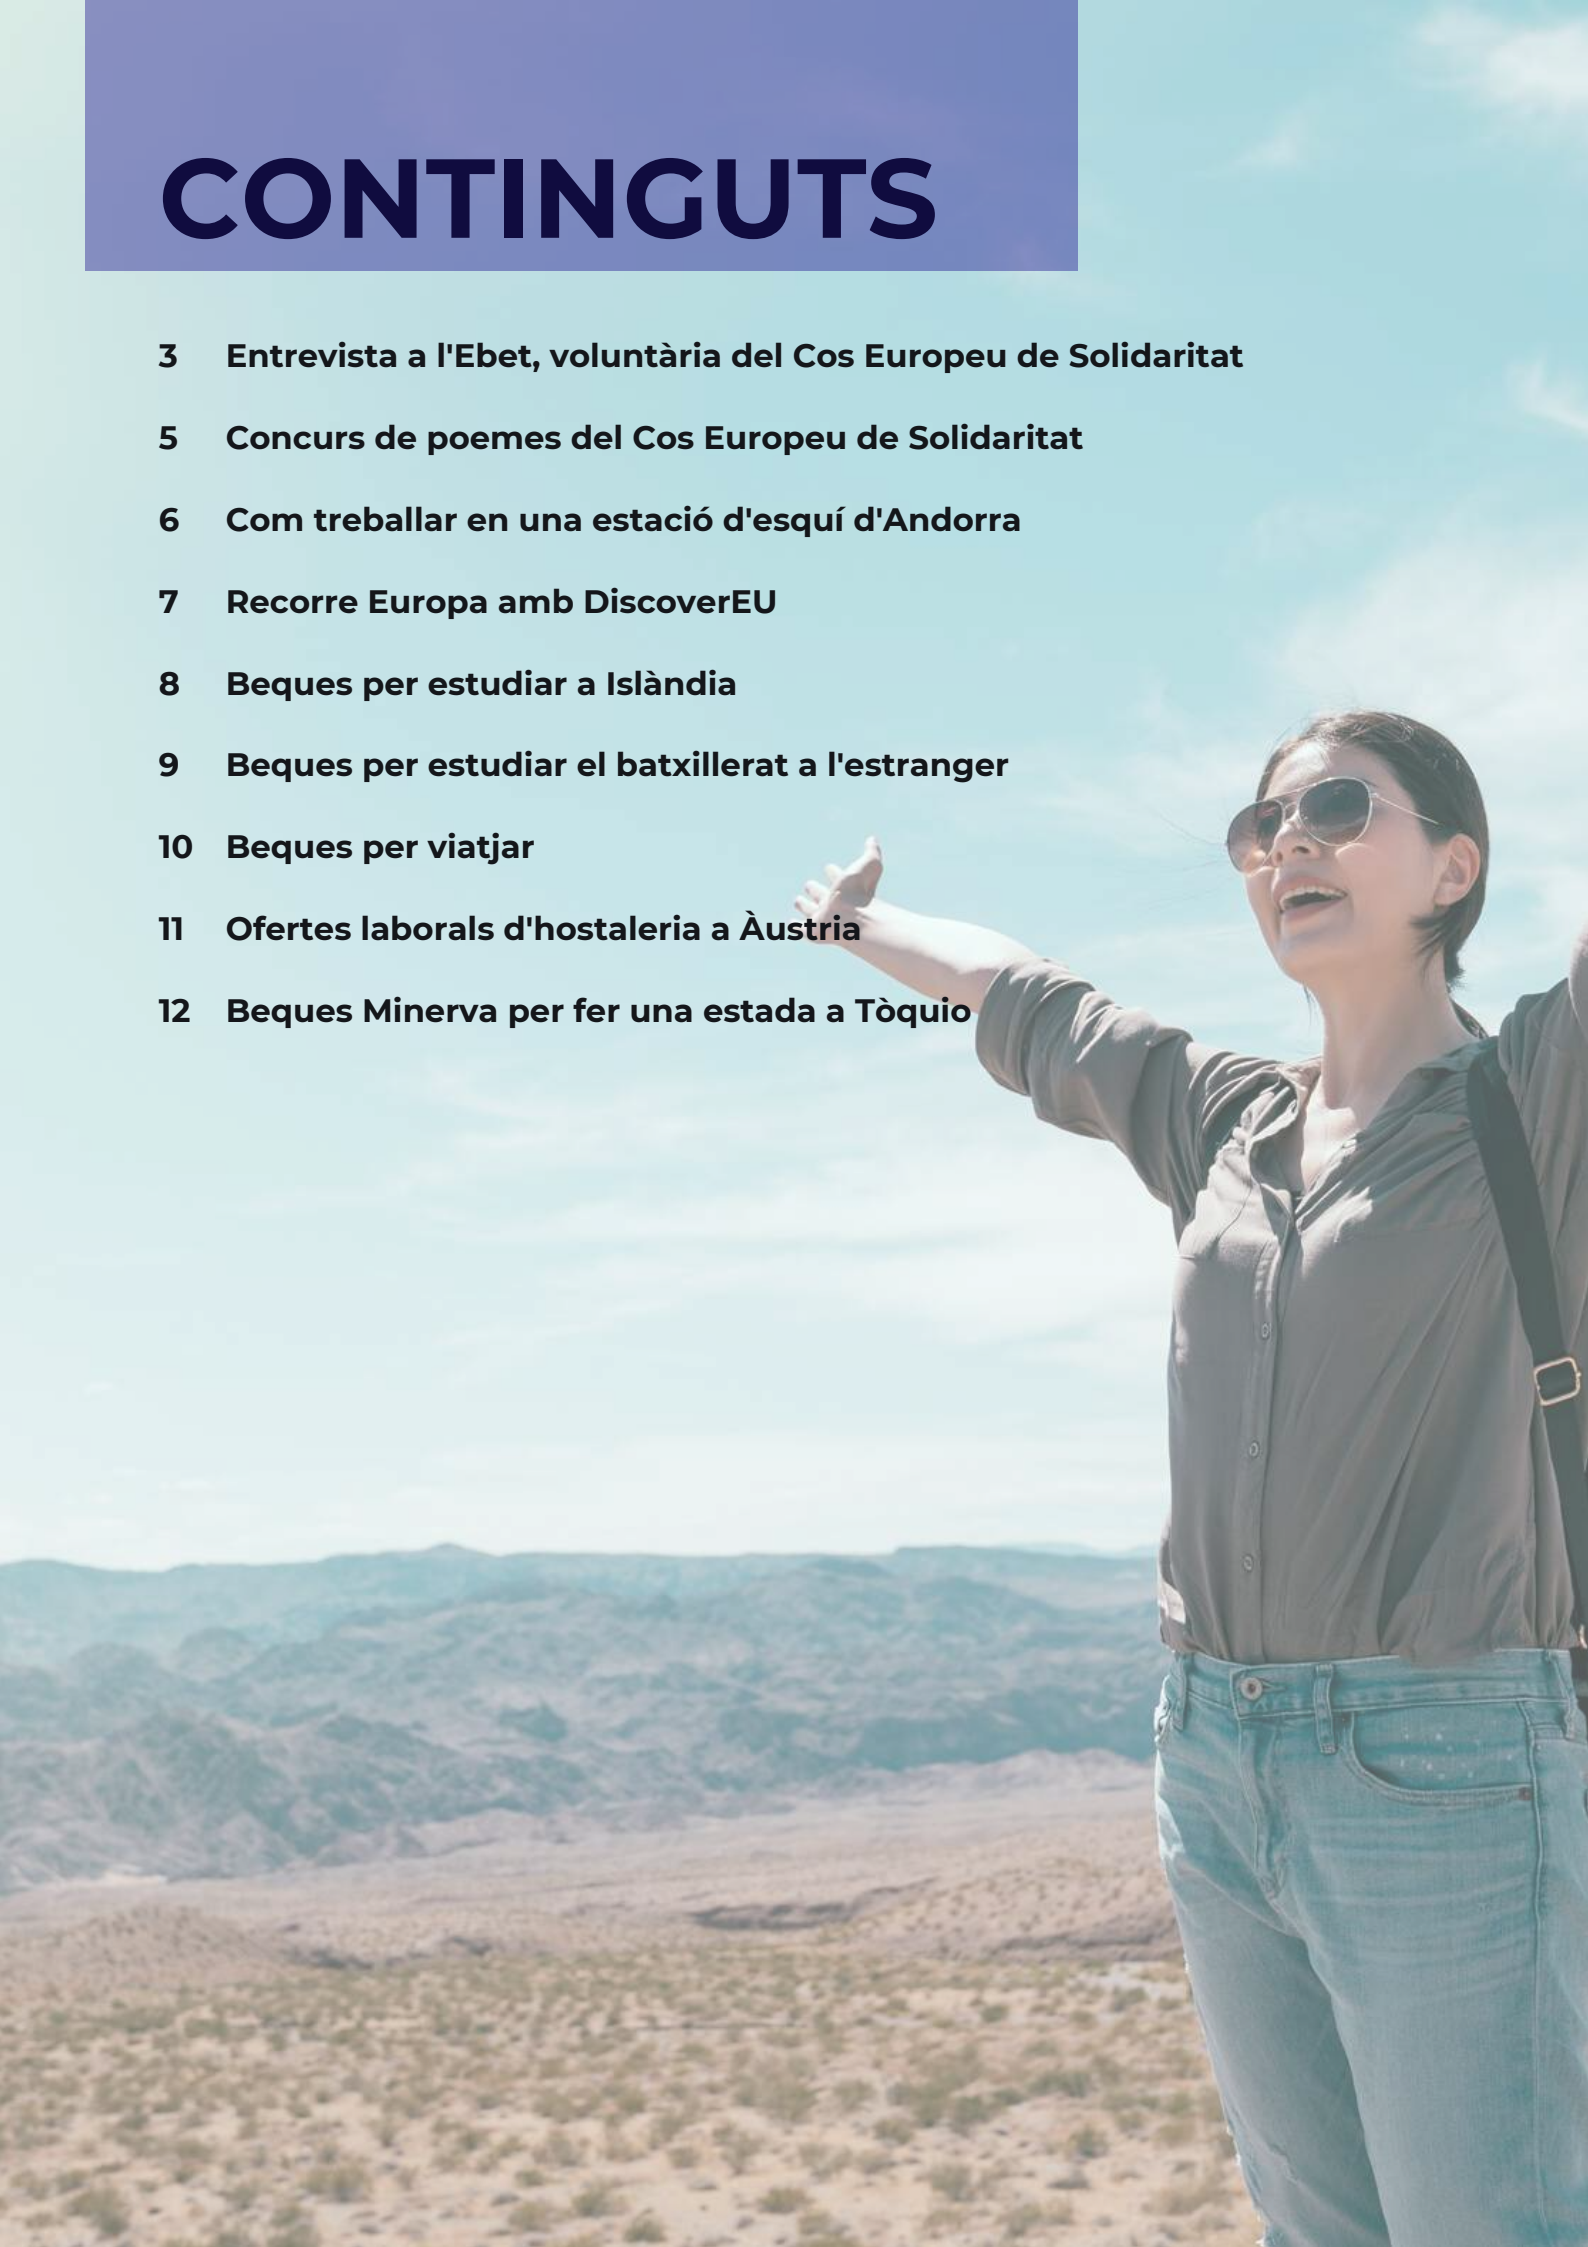 CONTINGUTS
3 Entrevista a l'Ebet, voluntària del Cos Europeu de Solidaritat
5 Concurs de poemes del Cos Europeu de Solidaritat
6 Com treballar en una estació d'esquí d'Andorra
7 Recorre Europa amb DiscoverEU
8 Beques per estudiar a Islàndia
9 Beques per estudiar el batxillerat a l'estranger
10 Beques per viatjar
11 Ofertes laborals d'hostaleria a Àustria
12 Beques Minerva per fer una estada a Tòquio